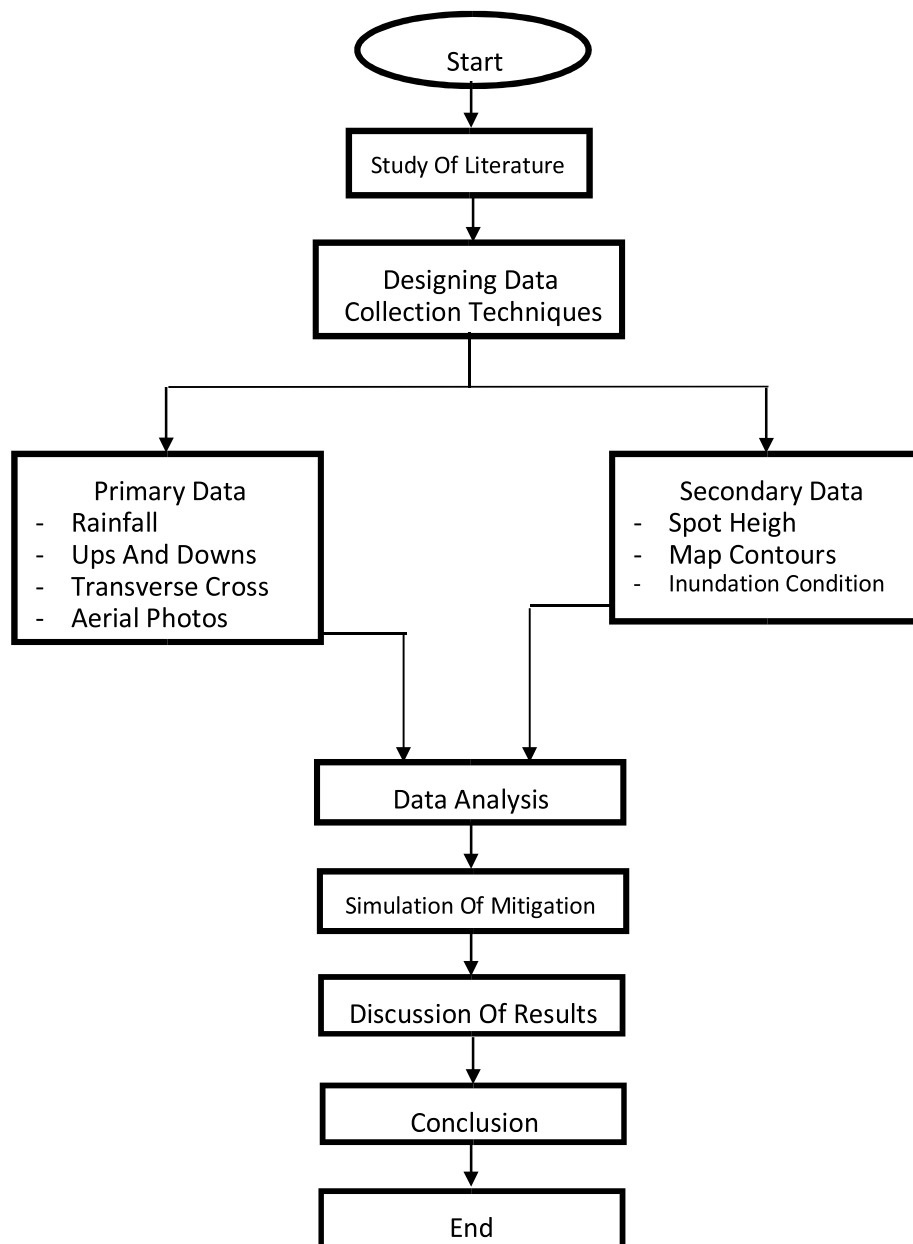 Start
Study Of Literature
Designing Data
Collection Techniques
Primary Data
- Rainfall
- Ups And Downs
- Transverse Cross
- Aerial Photos
Secondary Data
- Spot Heigh
- Map Contours
- Inundation Condition
Data Analysis
Simulation Of Mitigation
Discussion Of Results
Conclusion
End